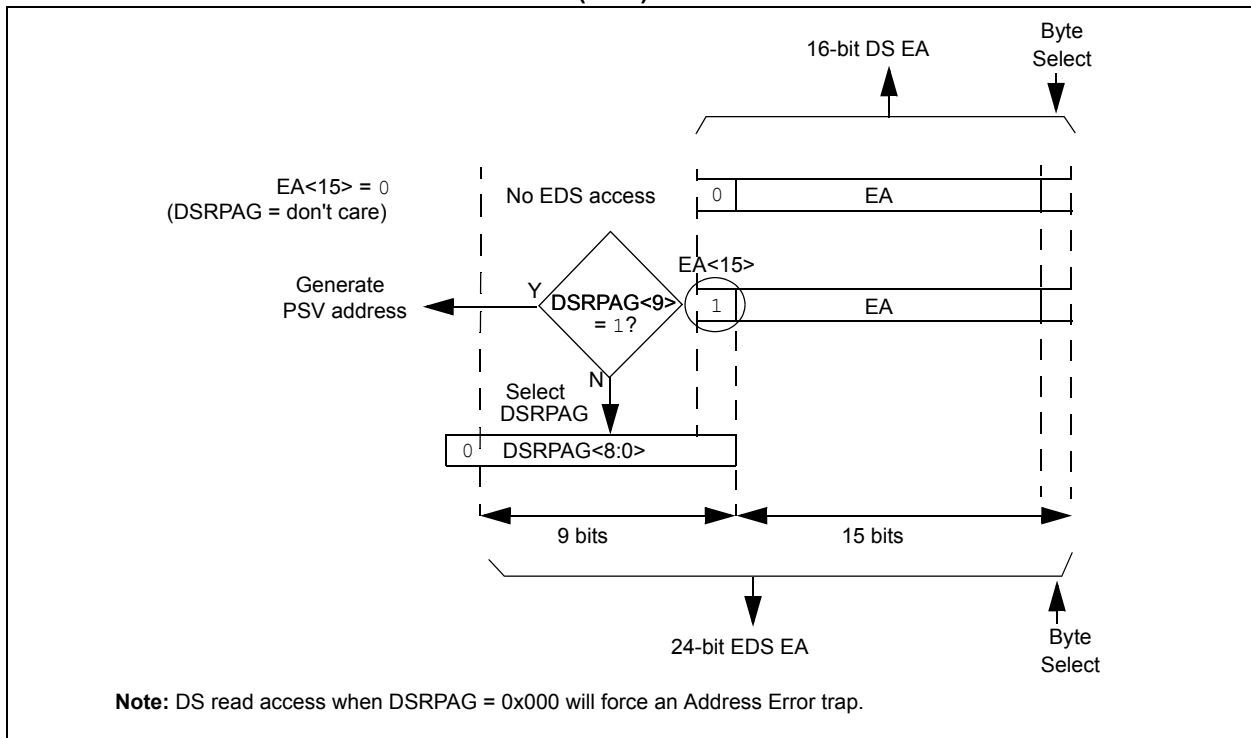 16-bit DS EA
Byte
Select
EA<15> = 0
(DSRPAG = don't care)
No EDS access
0
EA
EA<15>
Generate
PSV address
Y
DSRPAG<9>
= 1?
1
EA
N
Select
DSRPAG
0
DSRPAG<8:0>
9 bits
15 bits
24-bit EDS EA
Byte
Select
Note: DS read access when DSRPAG = 0x000 will force an Address Error trap.